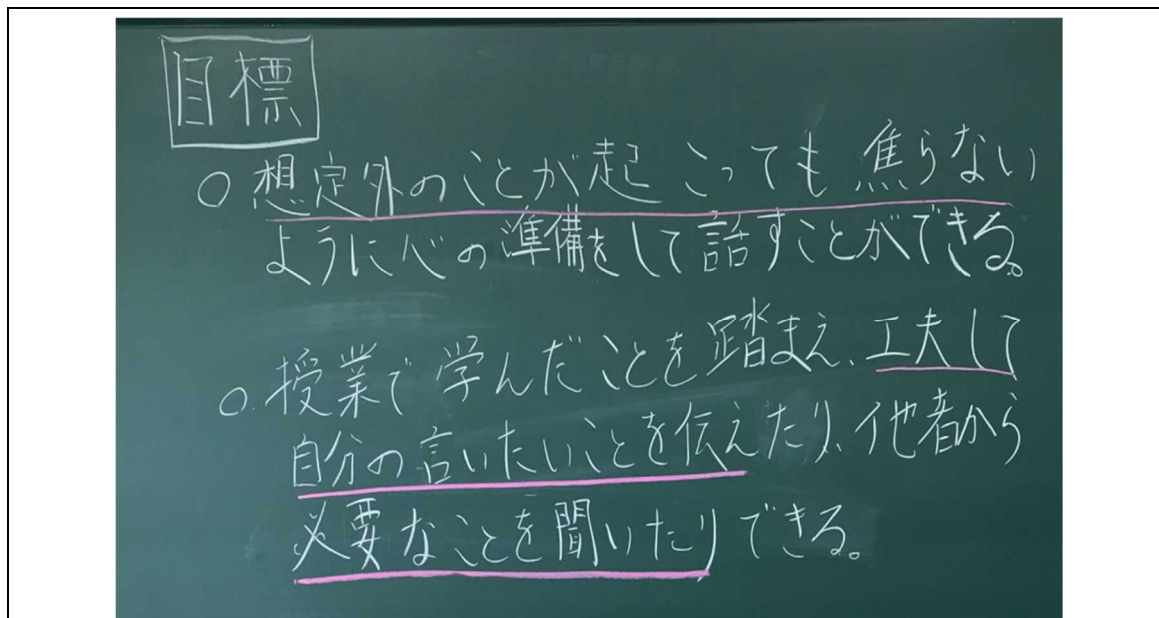 目標
○想定外のことが起こっても焦らない
ように心の準備をして話すことができる。
○授業で学んだことを踏まえ、工夫して
自分の言いたいことを伝えたり、他者から
必要なことを聞いたりできる。